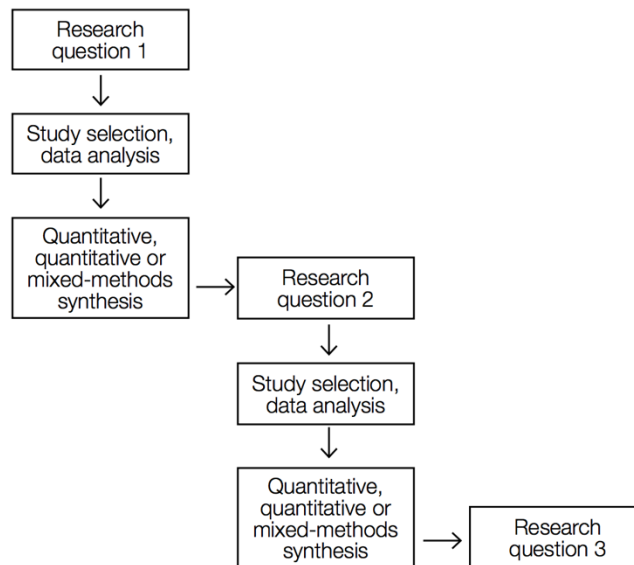 Research
question 1
Study selection,
data analysis
Quantitative,
quantitative or
mixed-methods
synthesis
Research
question 2
Study selection,
data analysis
Quantitative,
quantitative or
mixed-methods
synthesis
Research
question 3